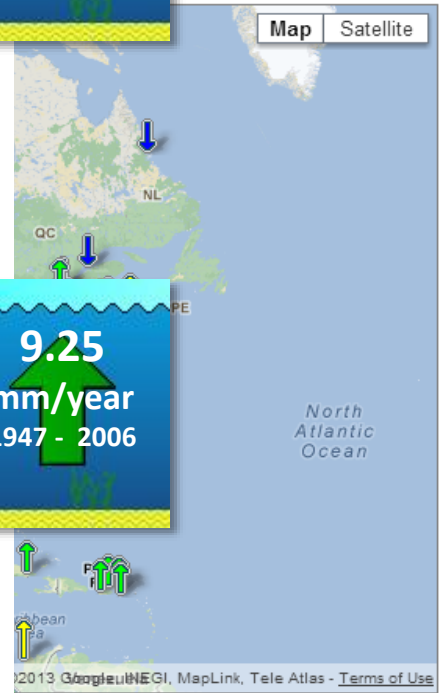 Map Satellite
NL
QC
PE
9.25
mm/year
1947 - 2006
North
Atlantic
Ocean
2013 Google, INEGI, MapLink, Tele Atlas - Terms of Use